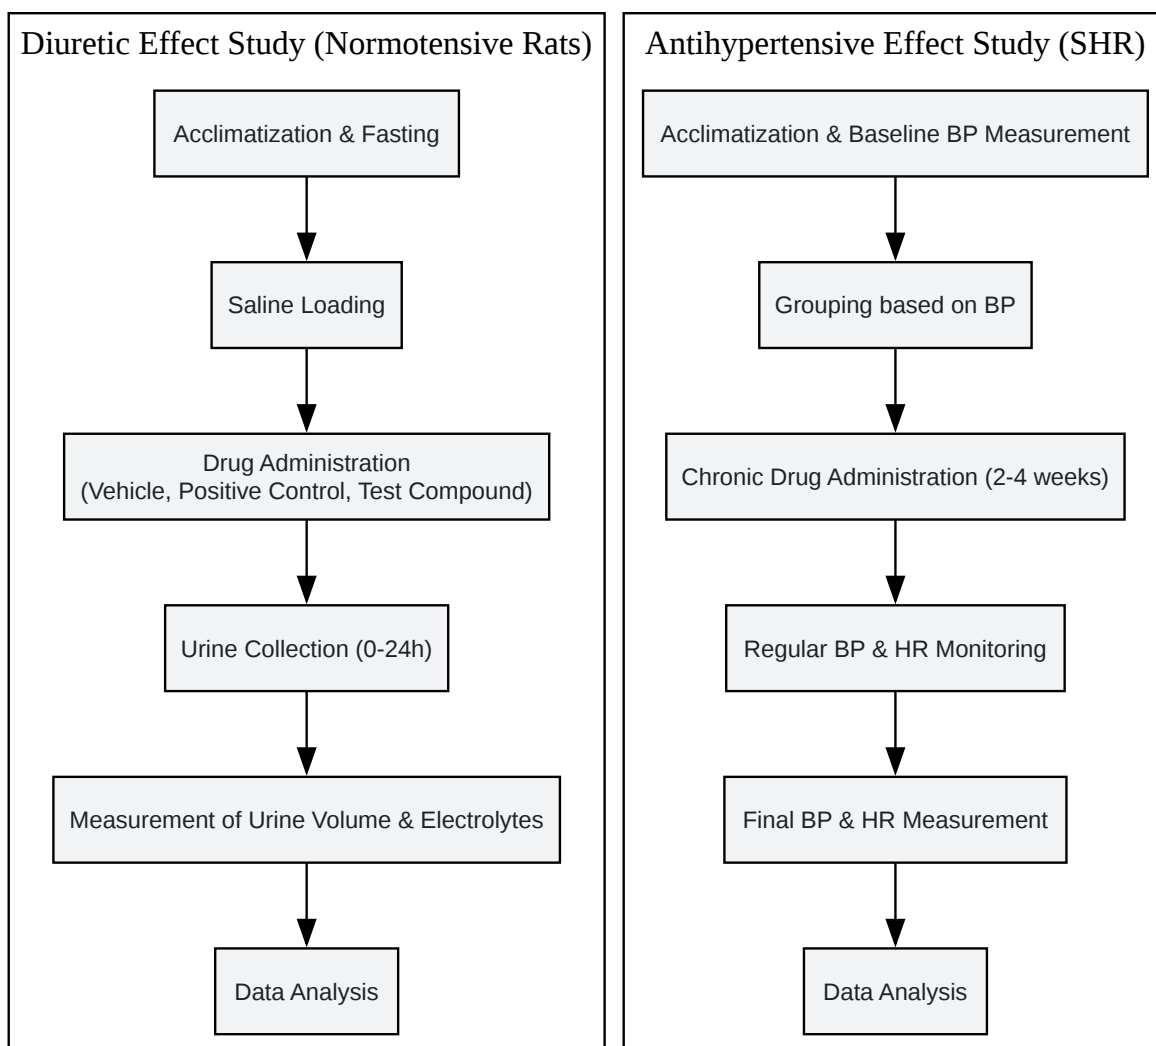 Diuretic Effect Study (Normotensive Rats)
Acclimatization & Fasting
Saline Loading
Drug Administration
(Vehicle, Positive Control, Test Compound)
Urine Collection (0-24h)
Measurement of Urine Volume & Electrolytes
Data Analysis
Antihypertensive Effect Study (SHR)
Acclimatization & Baseline BP Measurement
Grouping based on BP
Chronic Drug Administration (2-4 weeks)
Regular BP & HR Monitoring
Final BP & HR Measurement
Data Analysis